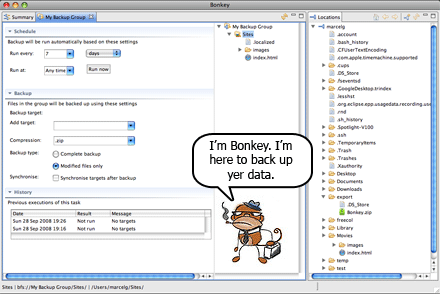 Bonkey
Summary
My Backup Group
Schedule
Backup will be run automatically based on these settings
Run every:
7
days
Run at:
Any time
Run now
Backup
Files in the group will be backed up using these settings
Backup target:
Add target:
Compression:
.zip
Backup type:
Complete backup
Modified files only
Synchronise:
Synchronise targets after backup
History
Previous executions of this task
Date Result Message
Sun 28 Sep 2008 19:26 Not run No targets
Sun 28 Sep 2008 19:16 Not run No targets
My Backup Group
Sites
.localized
images
index.html
I'm Bonkey. I'm
here to back up
yer data.
Locations
marcelg
.account
.bash_history
.CFUserTextEncoding
.com.apple.timemachine.supported
.cups
.DS_Store
.fseventsd
.GoogleDesktop.trindex
.lesshst
.org.eclipse.epp.usagedata.recording.us
.rnd
.sh_history
.Spotlight-V100
.ssh
.TemporaryItems
.Trash
.Trashes
.Xauthority
Desktop
Documents
Downloads
export
.DS_Store
Bonkey.zip
freecol
Library
Movies
images
index.html
temp
test
Sites | bfs://My Backup Group/Sites/ | /Users/marcelg/Sites/